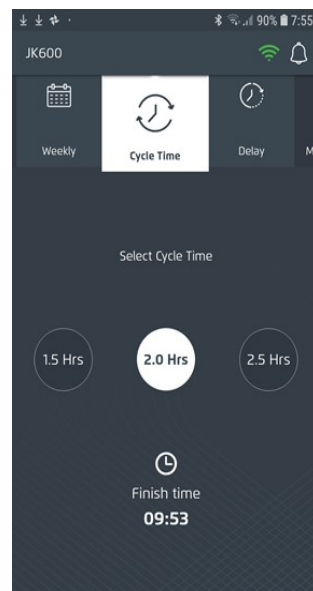 90% 7:55
JK600
Weekly
Cycle Time
Delay
M
Select Cycle Time
1.5 Hrs
2.0 Hrs
2.5 Hrs
Finish time
09:53